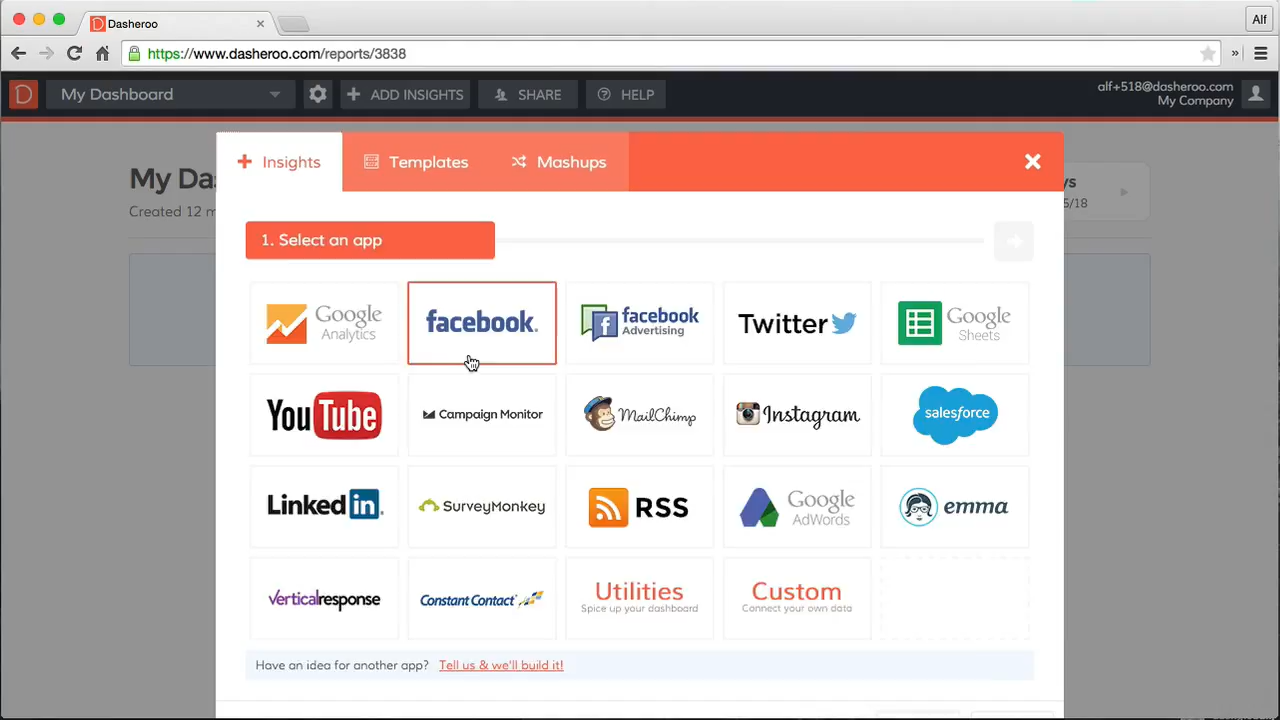 Dasheroo
Alf
https://www.dasheroo.com/reports/3838
My Dashboard
ADD INSIGHTS
SHARE
HELP
alf+518@dasheroo.com
My Company
My Da
Created 12 m
ys
5/18
Insights
Templates
Mashups
1. Select an app
Google Analytics
facebook
facebook Advertising
Twitter
Google Sheets
YouTube
Campaign Monitor
MailChimp
Instagram
salesforce
LinkedIn
SurveyMonkey
RSS
Google AdWords
emma
verticalresponse
Constant Contact
Utilities
Spice up your dashboard
Custom
Connect your own data
Have an idea for another app? Tell us & we'll build it!